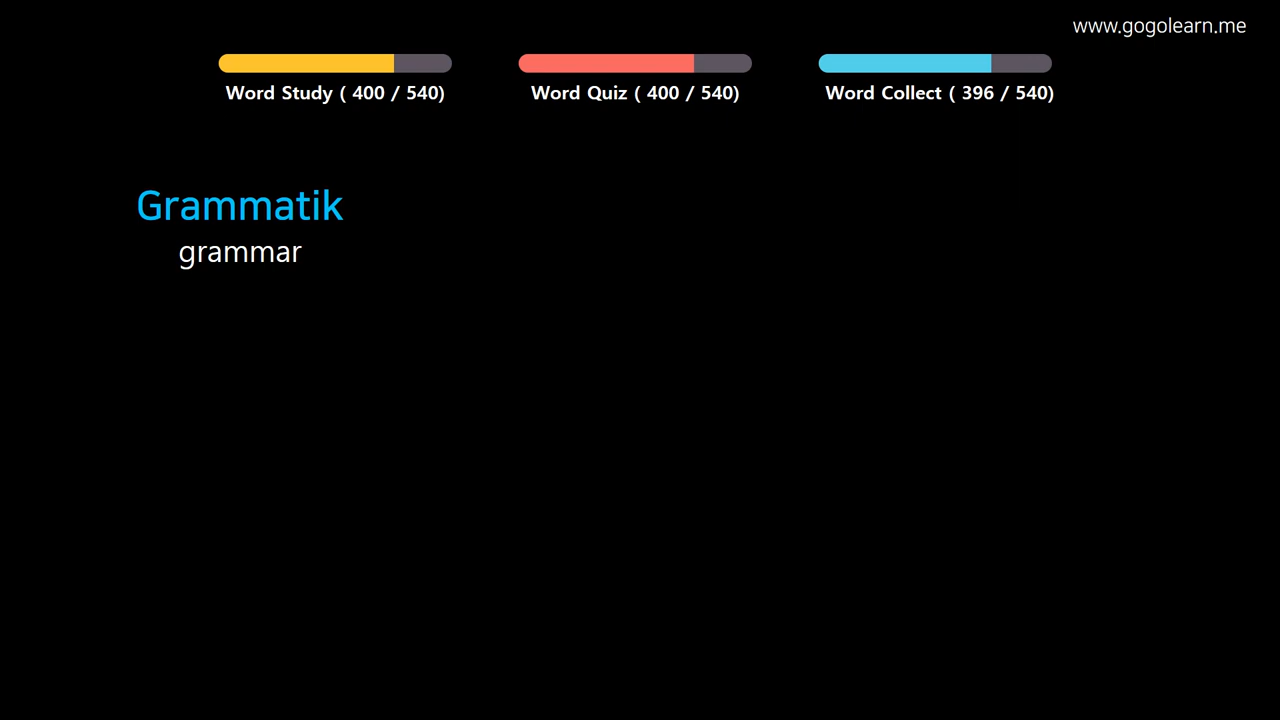 www.gogolearn.me
Word Study ( 400 / 540)
Word Quiz ( 400 / 540)
Word Collect ( 396 / 540)
Grammatik
grammar